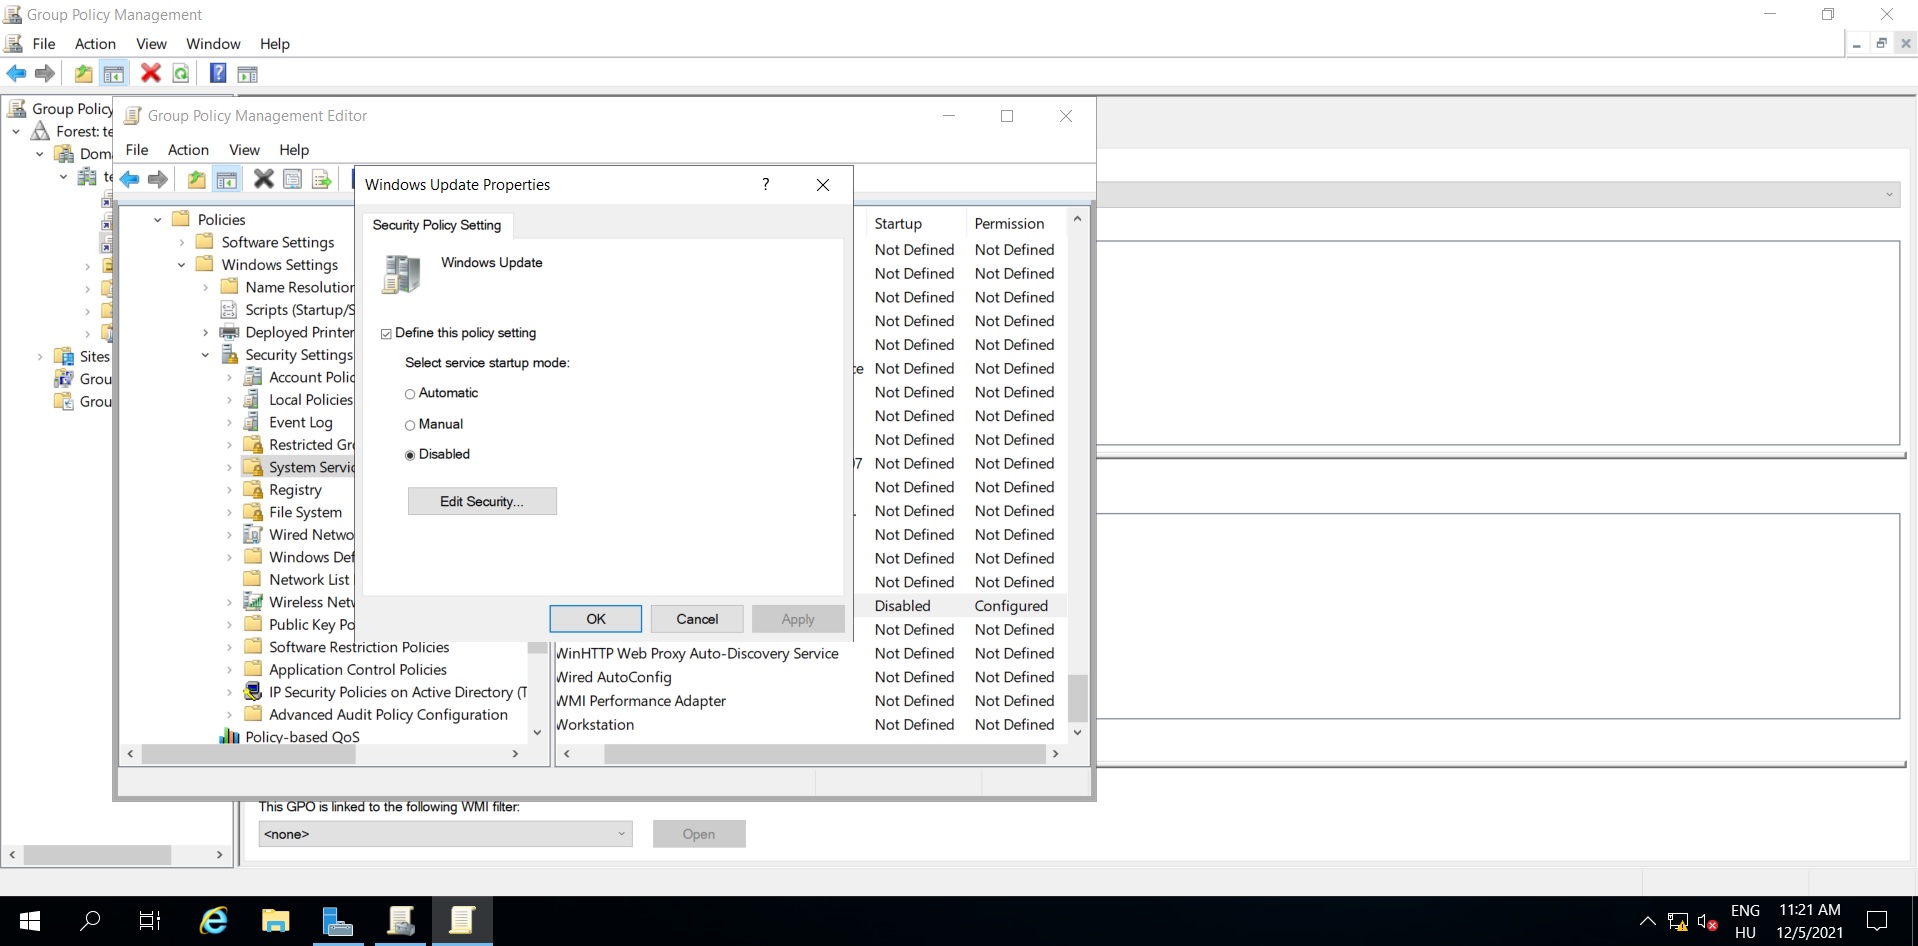 Group Policy Management
File Action View Window Help
Group Policy
Forest: te
Doma
te
Sites
Grou
Grou
Group Policy Management Editor
File Action View Help
Policies
Software Settings
Windows Settings
Name Resolution
Scripts (Startup/S
Deployed Printer
Security Settings
Account Polic
Local Policies
Event Log
Restricted Gro
System Servic
Registry
File System
Wired Netwo
Windows Def
Network List
Wireless Netw
Public Key Po
Software Restriction Policies
Application Control Policies
IP Security Policies on Active Directory (T
Advanced Audit Policy Configuration
Policy-based QoS
Windows Update Properties ?
Security Policy Setting
Windows Update
Define this policy setting
Select service startup mode:
Automatic
Manual
Disabled
Edit Security...
OK Cancel Apply
Startup Permission
Not Defined Not Defined
Not Defined Not Defined
Not Defined Not Defined
Not Defined Not Defined
Not Defined Not Defined
ce Not Defined Not Defined
Not Defined Not Defined
Not Defined Not Defined
Not Defined Not Defined
07 Not Defined Not Defined
Not Defined Not Defined
. Not Defined Not Defined
Not Defined Not Defined
Not Defined Not Defined
Not Defined Not Defined
Disabled Configured
Not Defined Not Defined
WinHTTP Web Proxy Auto-Discovery Service Not Defined Not Defined
Wired AutoConfig Not Defined Not Defined
WMI Performance Adapter Not Defined Not Defined
Workstation Not Defined Not Defined
This GPO is linked to the following WMI filter:
<none> Open
ENG 11:21 AM
HU 12/5/2021